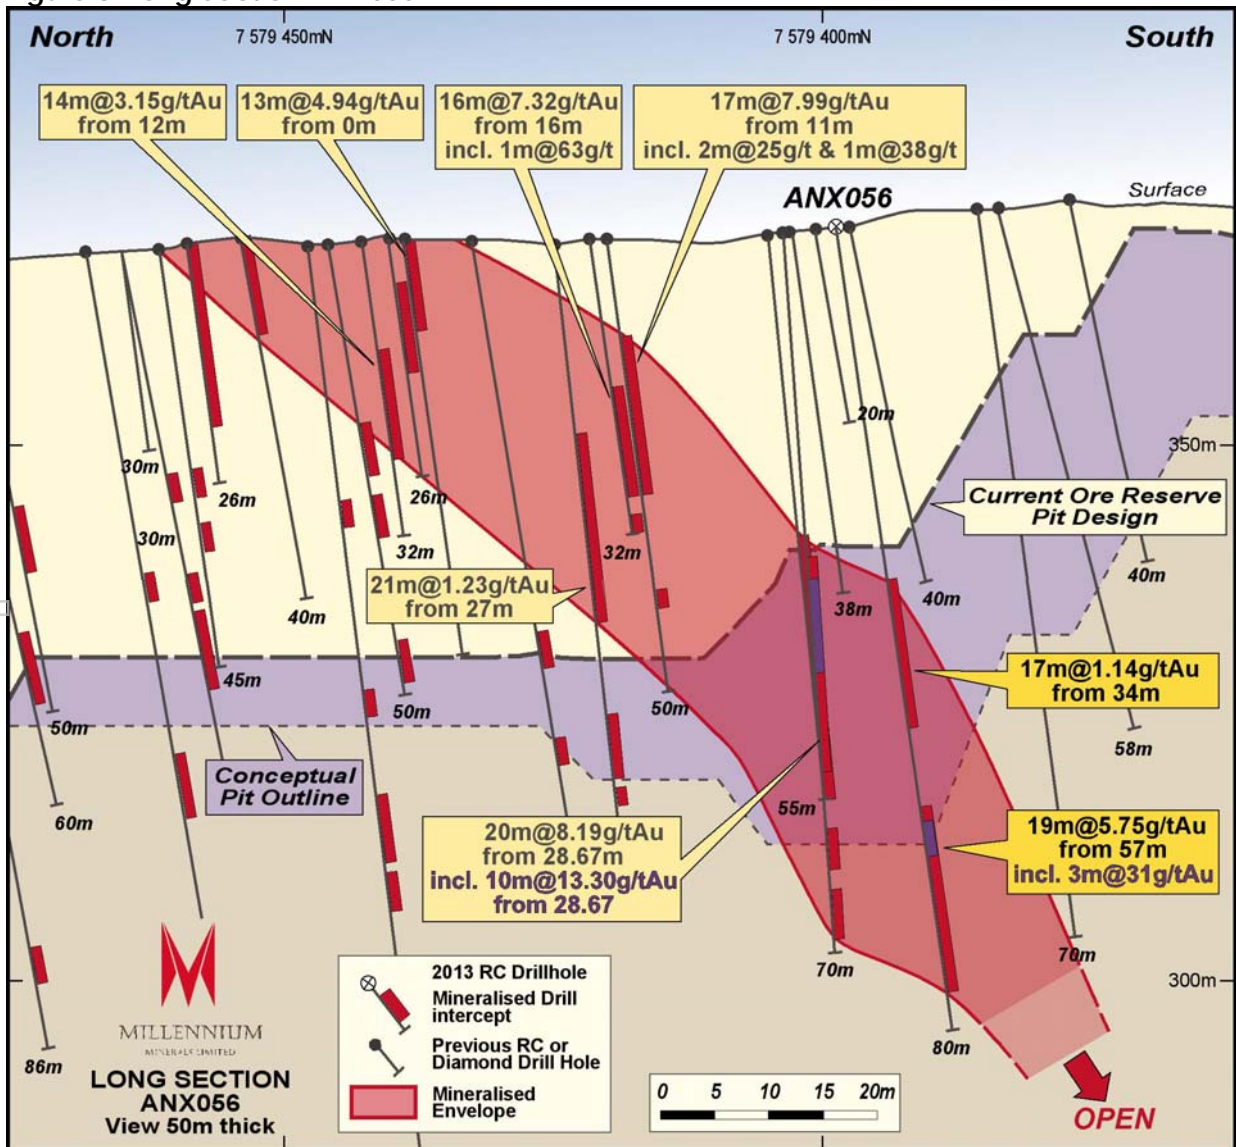 North
7 579 450mN
7 579 400mN
South
14m@3.15g/tAu
from 12m
13m@4.94g/tAu
from 0m
16m@7.32g/tAu
from 16m
incl. 1m@63g/t
17m@7.99g/tAu
from 11m
incl. 2m@25g/t & 1m@38g/t
ANX056
Surface
20m
350m
30m
26m
26m
Current Ore Reserve
Pit Design
30m
32m
32m
40m
21m@1.23g/tAu
from 27m
40m
38m
40m
45m
50m
50m
50m
17m@1.14g/tAu
from 34m
58m
Conceptual
Pit Outline
60m
55m
20m@8.19g/tAu
from 28.67m
incl. 10m@13.30g/tAu
from 28.67
19m@5.75g/tAu
from 57m
incl. 3m@31g/tAu
70m
70m
300m
80m
86m
MILLENNIUM
MINERALS LIMITED
LONG SECTION
ANX056
View 50m thick
2013 RC Drillhole
Mineralised Drill
intercept
Previous RC or
Diamond Drill Hole
Mineralised
Envelope
0 5 10 15 20m
OPEN